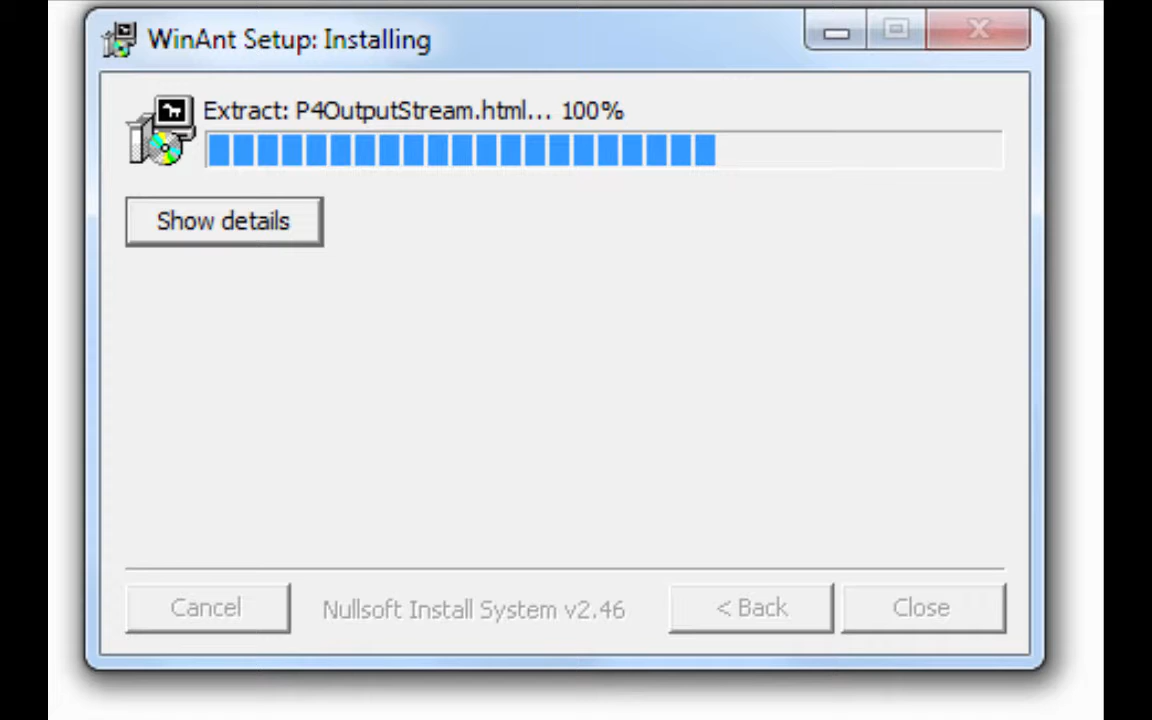 WinAnt Setup: Installing
Extract: P4OutputStream.html... 100%
Show details
Cancel
Nullsoft Install System v2.46
< Back
Close